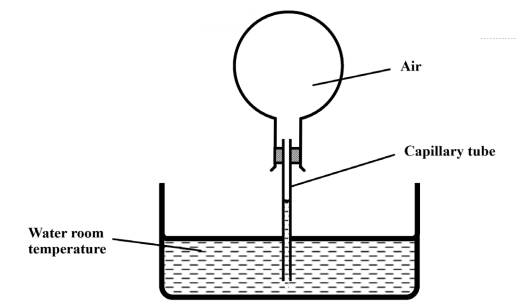 Air
Capillary tube
Water room
temperature